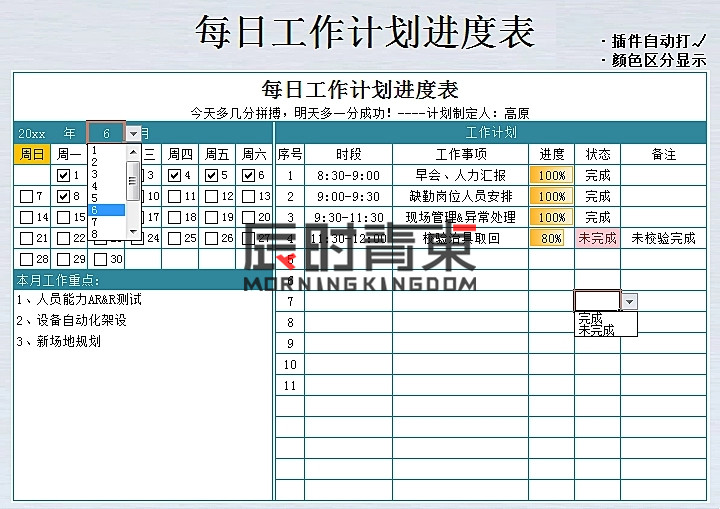 每日工作计划进度表
·插件自动打√
·颜色区分显示
每日工作计划进度表
今天多几分拼搏，明天多一分成功！----计划制定人：高原
20xx 年 6 月 工作计划
周日 周一 三 周四 周五 周六 序号 时段 工作事项 进度 状态 备注
1 3 4 5 6 1 8:30-9:00 早会、人力汇报 100% 完成
7 8 10 11 12 13 2 9:00-9:30 缺勤岗位人员安排 100% 完成
14 15 17 18 19 20 3 9:30-11:30 现场管理&异常处理 100% 完成
21 22 24 25 26 27 4 11:30-12:00 校验治具取回 80% 未完成 未校验完成
28 29 30 5
1
2
3
4
5
6
7
8
辰时青東
MORNINGKINGDOM
本月工作重点： 6
1、人员能力AR&R测试 7
2、设备自动化架设 8
3、新场地规划 9
10
11
完成
未完成